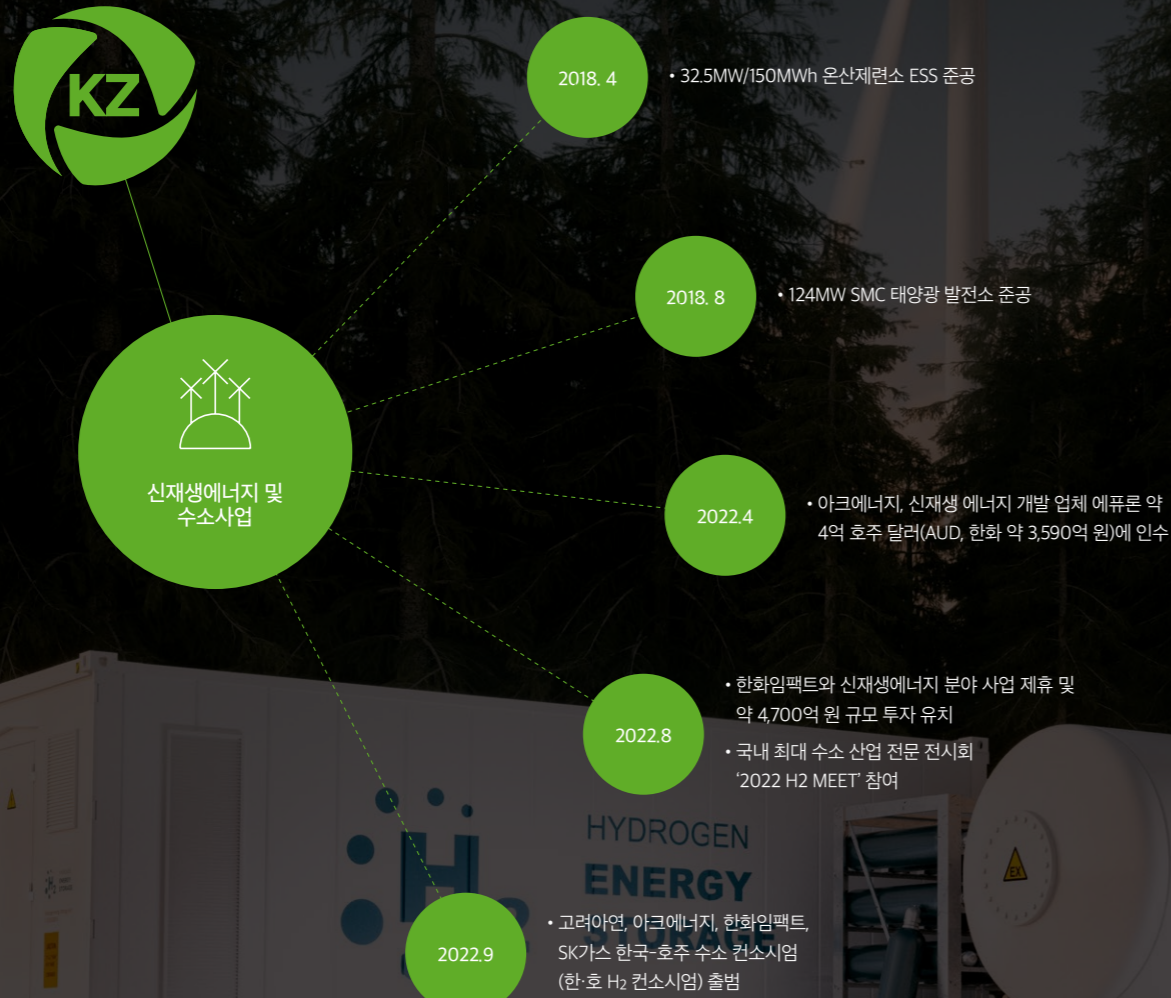 KZ
2018. 4
• 32.5MW/150MWh 온산제련소 ESS 준공
2018. 8
• 124MW SMC 태양광 발전소 준공
신재생에너지 및
수소사업
2022.4
• 아크에너지, 신재생 에너지 개발 업체 에퓨론 약
4억 호주 달러(AUD, 한화 약 3,590억 원)에 인수
2022.8
• 한화임팩트와 신재생에너지 분야 사업 제휴 및
약 4,700억 원 규모 투자 유치
• 국내 최대 수소 산업 전문 전시회
‘2022 H2 MEET’ 참여
H2
HYDROGEN
ENERGY
STORAGE
EX
2022.9
• 고려아연, 아크에너지, 한화임팩트,
SK가스 한국-호주 수소 컨소시엄
(한·호 H2 컨소시엄) 출범